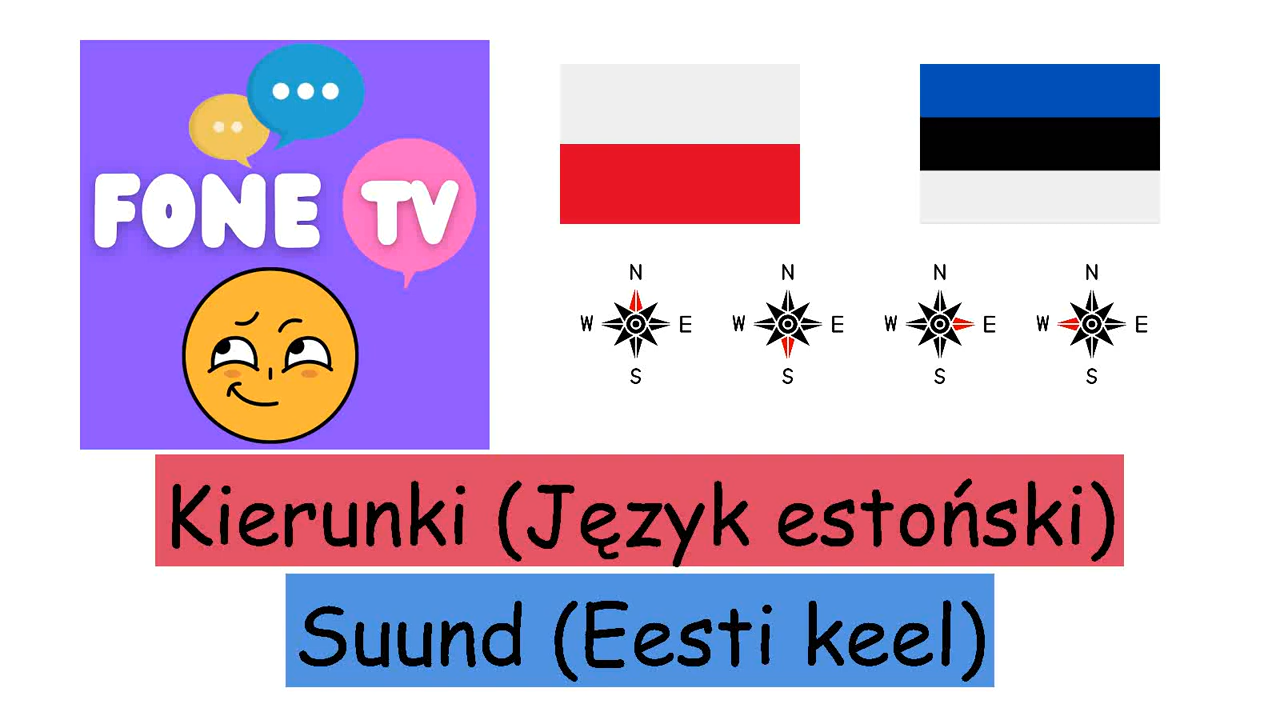 FONE TV
N N N N
W E W E W E W E
S S S S
Kierunki (Język estoński)
Suund (Eesti keel)